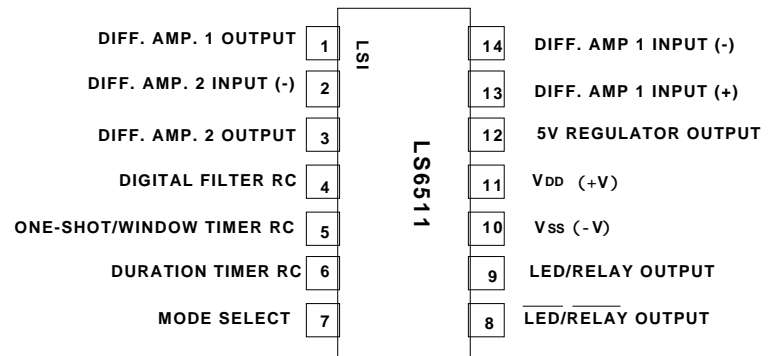 DIFF. AMP. 1 OUTPUT 1
DIFF. AMP. 2 INPUT (-) 2
DIFF. AMP. 2 OUTPUT 3
DIGITAL FILTER RC 4
ONE-SHOT/WINDOW TIMER RC 5
DURATION TIMER RC 6
MODE SELECT 7
LSI
LS6511
14 DIFF. AMP 1 INPUT (-)
13 DIFF. AMP 1 INPUT (+)
12 5V REGULATOR OUTPUT
11 VDD (+V)
10 Vss (-V)
9 LED/RELAY OUTPUT
8 LED/RELAY OUTPUT